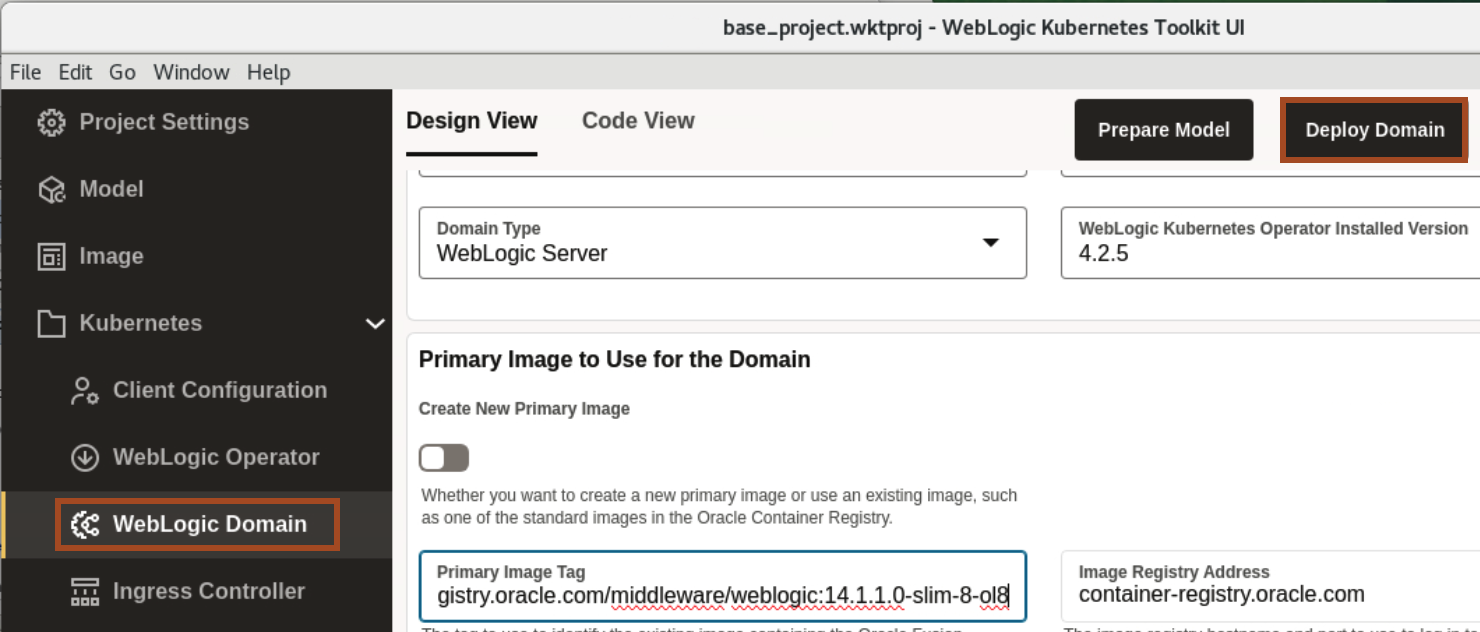 base_project.wktproj - WebLogic Kubernetes Toolkit UI
File Edit Go Window Help
Project Settings
Model
Image
Kubernetes
Client Configuration
WebLogic Operator
WebLogic Domain
Ingress Controller
Design View Code View
Prepare Model
Deploy Domain
Domain Type
WebLogic Server
WebLogic Kubernetes Operator Installed Version
4.2.5
Primary Image to Use for the Domain
Create New Primary Image
Whether you want to create a new primary image or use an existing image, such
as one of the standard images in the Oracle Container Registry.
Primary Image Tag
gistry.oracle.com/middleware/weblogic:14.1.1.0-slim-8-ol8
Image Registry Address
container-registry.oracle.com